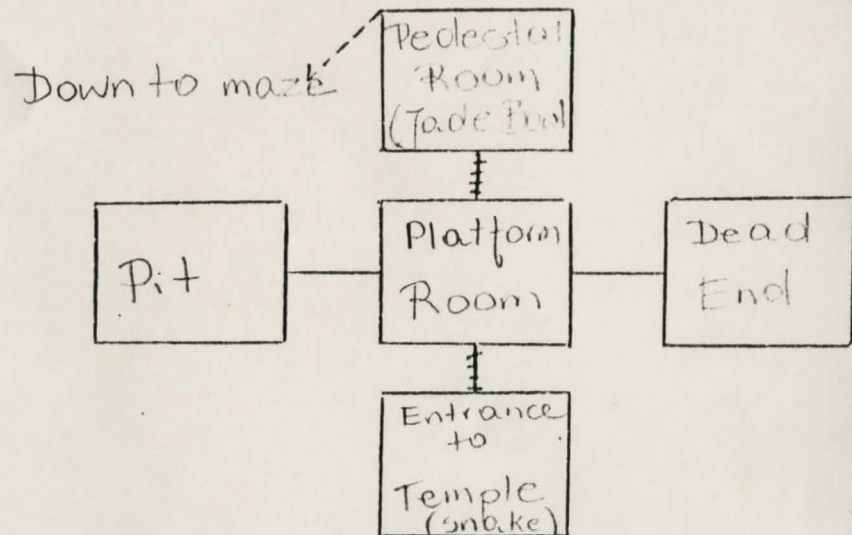 Pedestal
Room
(Jade Bowl
Down to maze
Pit
Platform
Room
Dead
End
Entrance
to
Temple
(snake)